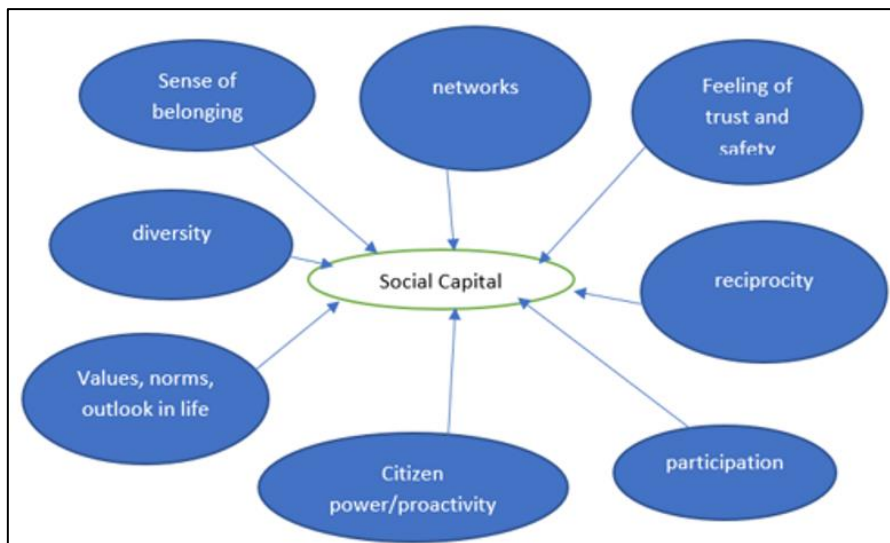 Sense of
belonging
networks
Feeling of
trust and
safety
diversity
Social Capital
reciprocity
Values, norms,
outlook in life
Citizen
power/proactivity
participation